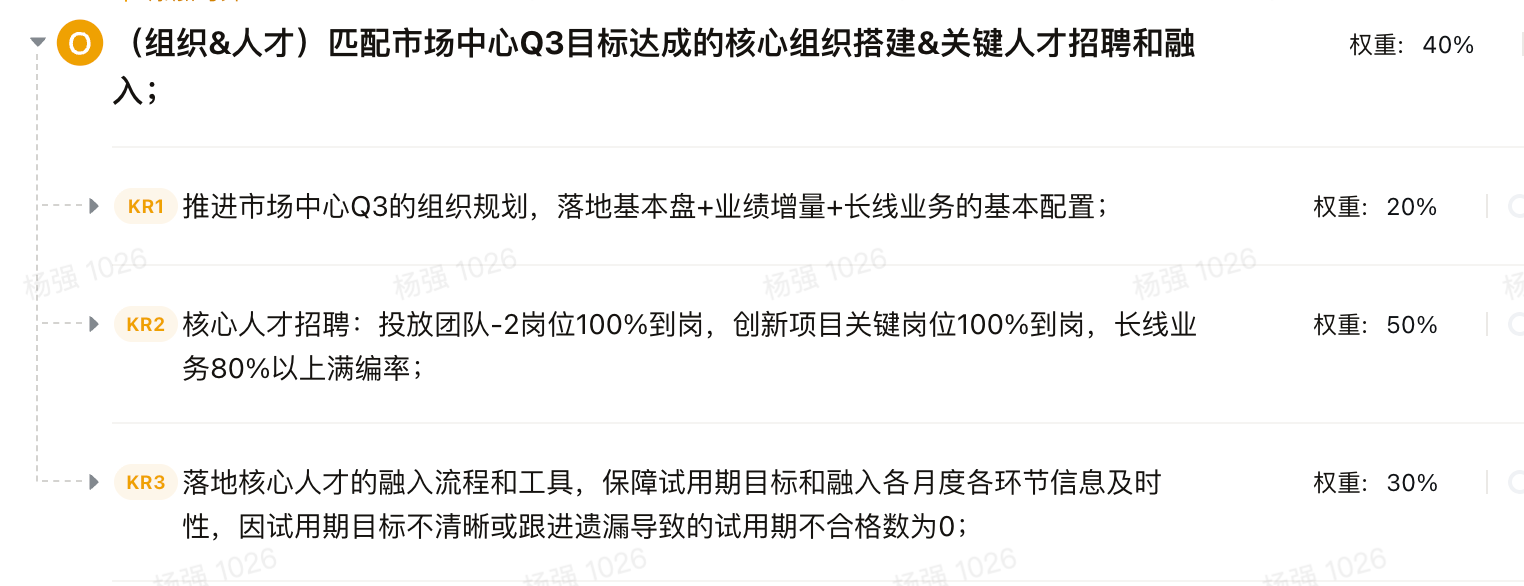 O （组织&人才）匹配市场中心Q3目标达成的核心组织搭建&关键人才招聘和融 权重: 40%
入；
KR1 推进市场中心Q3的组织规划，落地基本盘+业绩增量+长线业务的基本配置； 权重: 20%
杨强 1026 杨强 1026 杨强 1026 杨强 1026
KR2 核心人才招聘：投放团队-2岗位100%到岗，创新项目关键岗位100%到岗，长线业 权重: 50%
务80%以上满编率；
KR3 落地核心人才的融入流程和工具，保障试用期目标和融入各月度各环节信息及时 权重: 30%
性，因试用期目标不清晰或跟进遗漏导致的试用期不合格数为0；
杨强 1026 杨强 1026 杨强 1026 杨强 1026